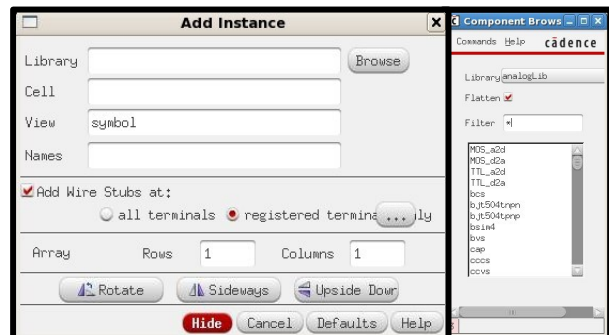 Add Instance
Library
Browse
Cell
View symbol
Names
Add Wire Stubs at:
all terminals registered termina ... ly
Array Rows 1 Columns 1
Rotate Sideways Upside Down
Hide Cancel Defaults Help
Component Brows
Commands Help cādence
Library analogLib
Flatten
Filter *
MOS_a2d
MOS_d2a
TTL_a2d
TTL_d2a
bcs
bjt504tnpn
bjt504tpnp
bsim4
bvs
cap
cccs
ccvs